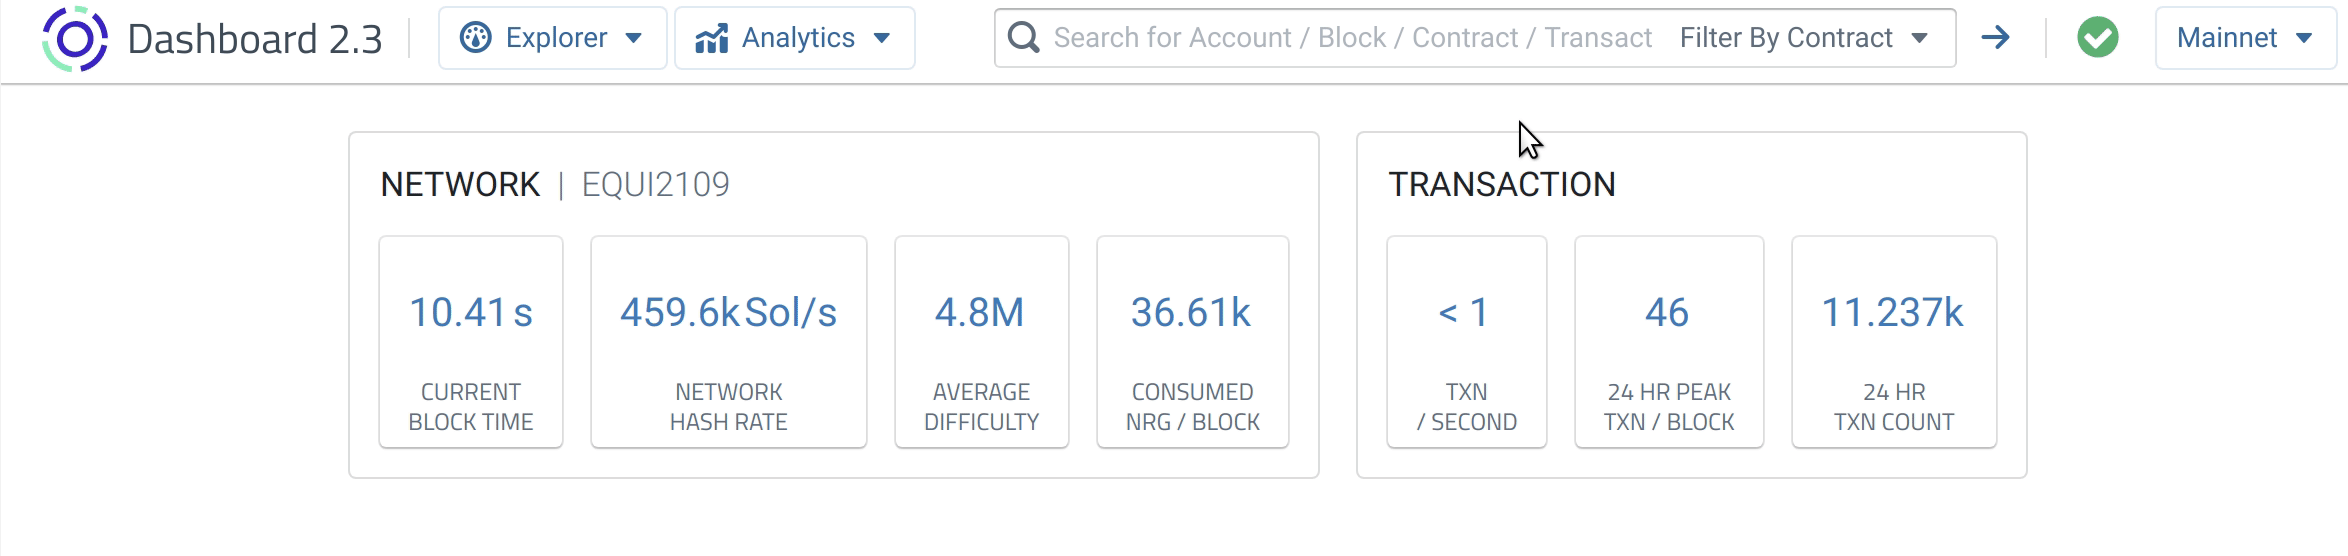 Dashboard 2.3
Explorer
Analytics
Search for Account / Block / Contract / Transact
Filter By Contract
Mainnet
NETWORK | EQUI2109
10.41 s
CURRENT
BLOCK TIME
459.6k Sol/s
NETWORK
HASH RATE
4.8M
AVERAGE
DIFFICULTY
36.61k
CONSUMED
NRG / BLOCK
TRANSACTION
< 1
TXN
/ SECOND
46
24 HR PEAK
TXN / BLOCK
11.237k
24 HR
TXN COUNT